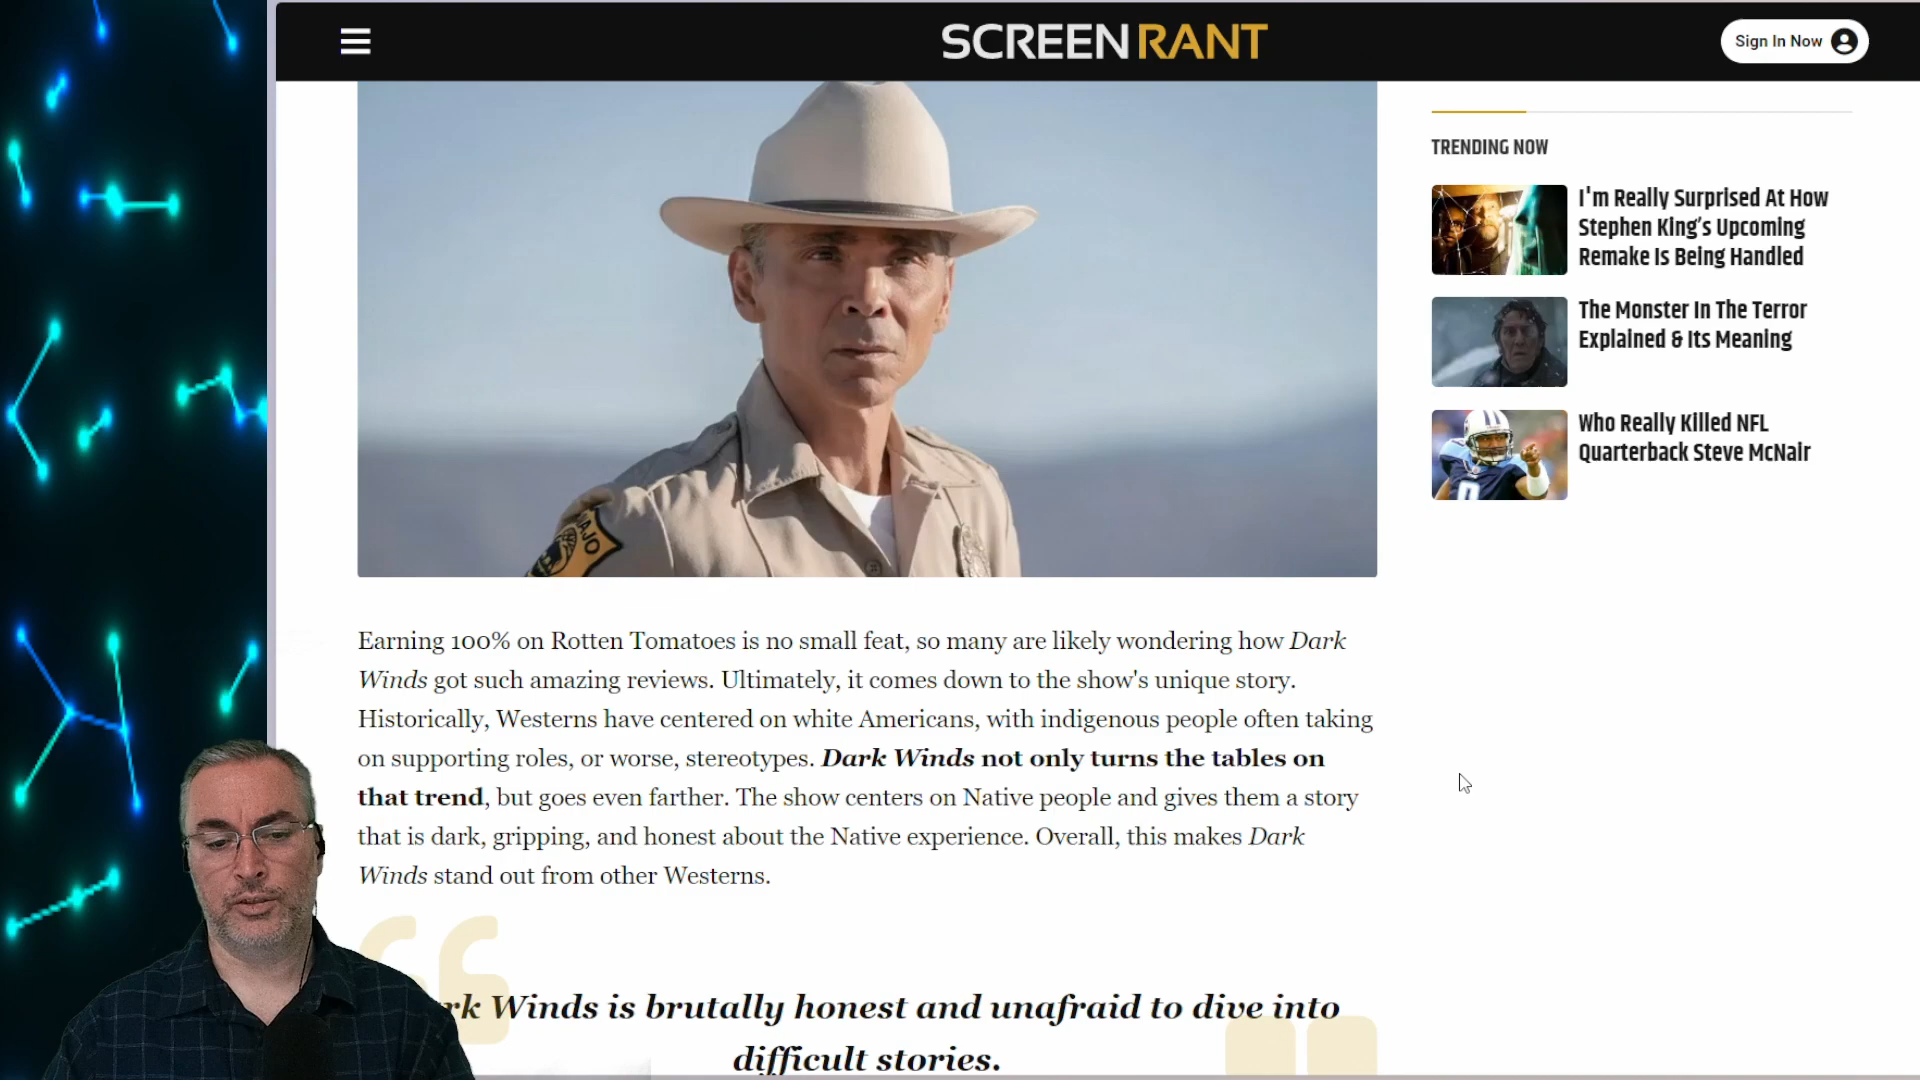 SCREENRANT
Sign In Now
TRENDING NOW
I'm Really Surprised At How
Stephen King's Upcoming
Remake Is Being Handled
The Monster In The Terror
Explained & Its Meaning
Who Really Killed NFL
Quarterback Steve McNair
Earning 100% on Rotten Tomatoes is no small feat, so many are likely wondering how Dark
Winds got such amazing reviews. Ultimately, it comes down to the show's unique story.
Historically, Westerns have centered on white Americans, with indigenous people often taking
on supporting roles, or worse, stereotypes. Dark Winds not only turns the tables on
that trend, but goes even farther. The show centers on Native people and gives them a story
that is dark, gripping, and honest about the Native experience. Overall, this makes Dark
Winds stand out from other Westerns.
rk Winds is brutally honest and unafraid to dive into
difficult stories.